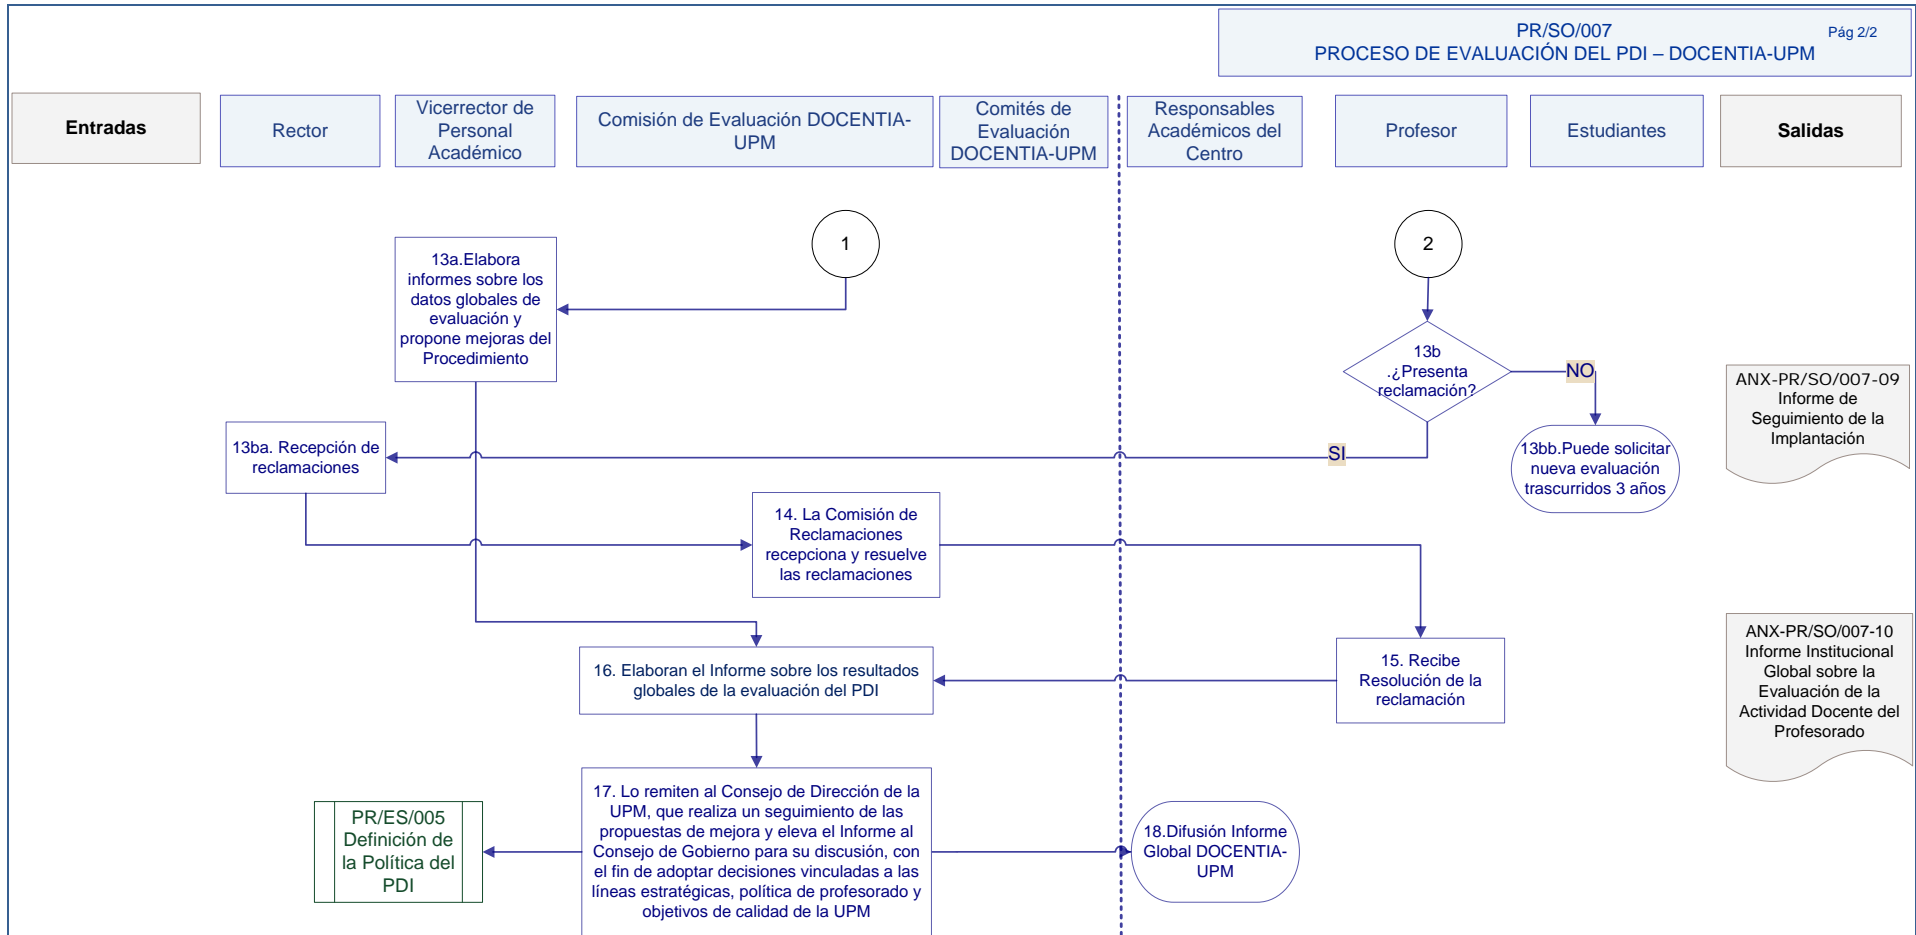 PR/SO/007
Pág 2/2
PROCESO DE EVALUACIÓN DEL PDI – DOCENTIA-UPM
Entradas
Rector
Vicerrector de
Personal
Académico
Comisión de Evaluación DOCENTIA-
UPM
Comités de
Evaluación
DOCENTIA-UPM
Responsables
Académicos del
Centro
Profesor
Estudiantes
Salidas
1
2
13a.Elabora
informes sobre los
datos globales de
evaluación y
propone mejoras del
Procedimiento
13b
.¿Presenta
reclamación?
NO
SI
ANX-PR/SO/007-09
Informe de
Seguimiento de la
Implantación
13ba. Recepción de
reclamaciones
13bb.Puede solicitar
nueva evaluación
trascurridos 3 años
14. La Comisión de
Reclamaciones
recepciona y resuelve
las reclamaciones
16. Elaboran el Informe sobre los resultados
globales de la evaluación del PDI
15. Recibe
Resolución de la
reclamación
ANX-PR/SO/007-10
Informe Institucional
Global sobre la
Evaluación de la
Actividad Docente del
Profesorado
PR/ES/005
Definición de
la Política del
PDI
17. Lo remiten al Consejo de Dirección de la
UPM, que realiza un seguimiento de las
propuestas de mejora y eleva el Informe al
Consejo de Gobierno para su discusión, con
el fin de adoptar decisiones vinculadas a las
líneas estratégicas, política de profesorado y
objetivos de calidad de la UPM
18.Difusión Informe
Global DOCENTIA-
UPM